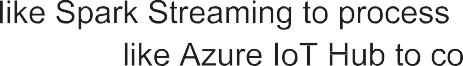 like Spark Streaming to process
like Azure IoT Hub to co